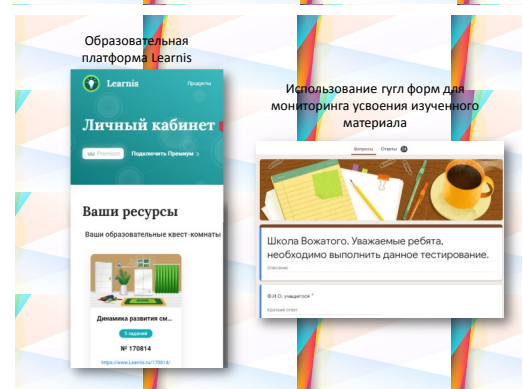 Образовательная
платформа Learnis
Learnis
Продукты
Личный кабинет
Premium
Подключить Премиум >
Ваши ресурсы
Ваши образовательные квест-комнаты
Динамика развития см...
5 заданий
№ 170814
https://www.Learnis.ru/170814/
Использование гугл форм для
мониторинга усвоения изученного
материала
Вопросы Ответы 24
Школа Вожатого. Уважаемые ребята,
необходимо выполнить данное тестирование.
Описание
Ф.И.О. учащегося *
Краткий ответ